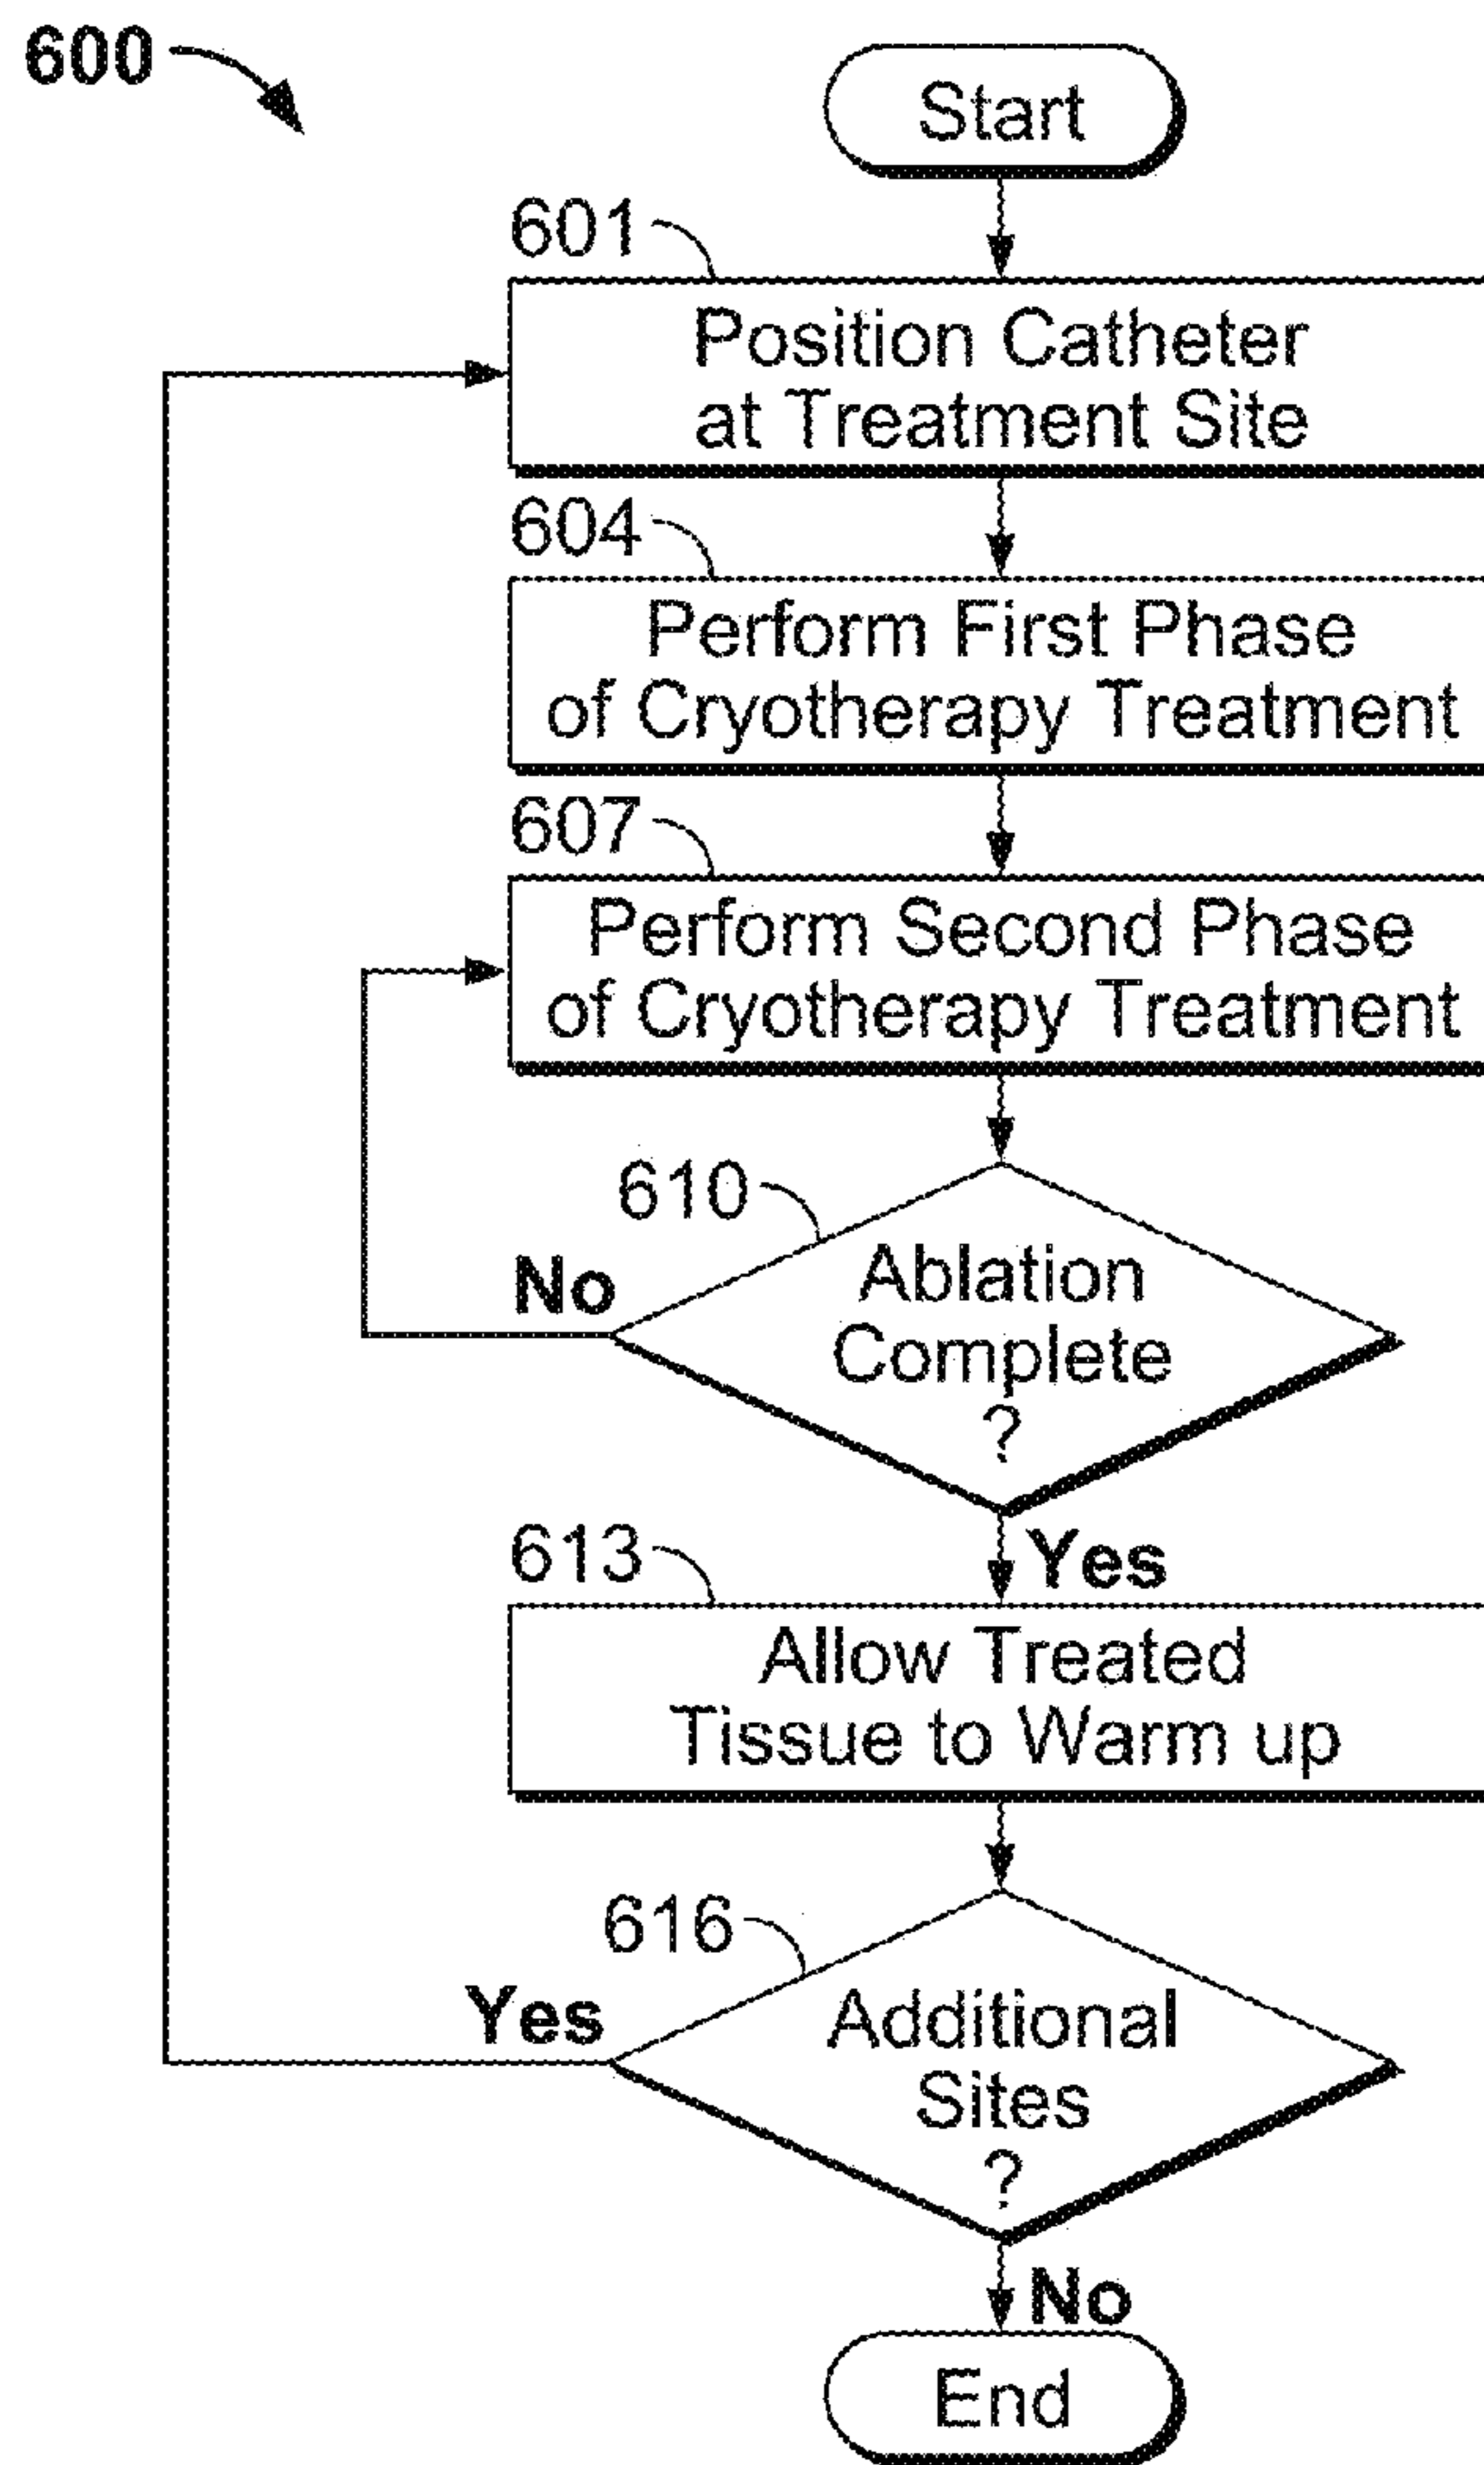 600
Start
601
Position Catheter
at Treatment Site
604
Perform First Phase
of Cryotherapy Treatment
607
Perform Second Phase
of Cryotherapy Treatment
610
No
Ablation
Complete
?
Yes
613
Allow Treated
Tissue to Warm up
616
Yes
Additional
Sites
?
No
End